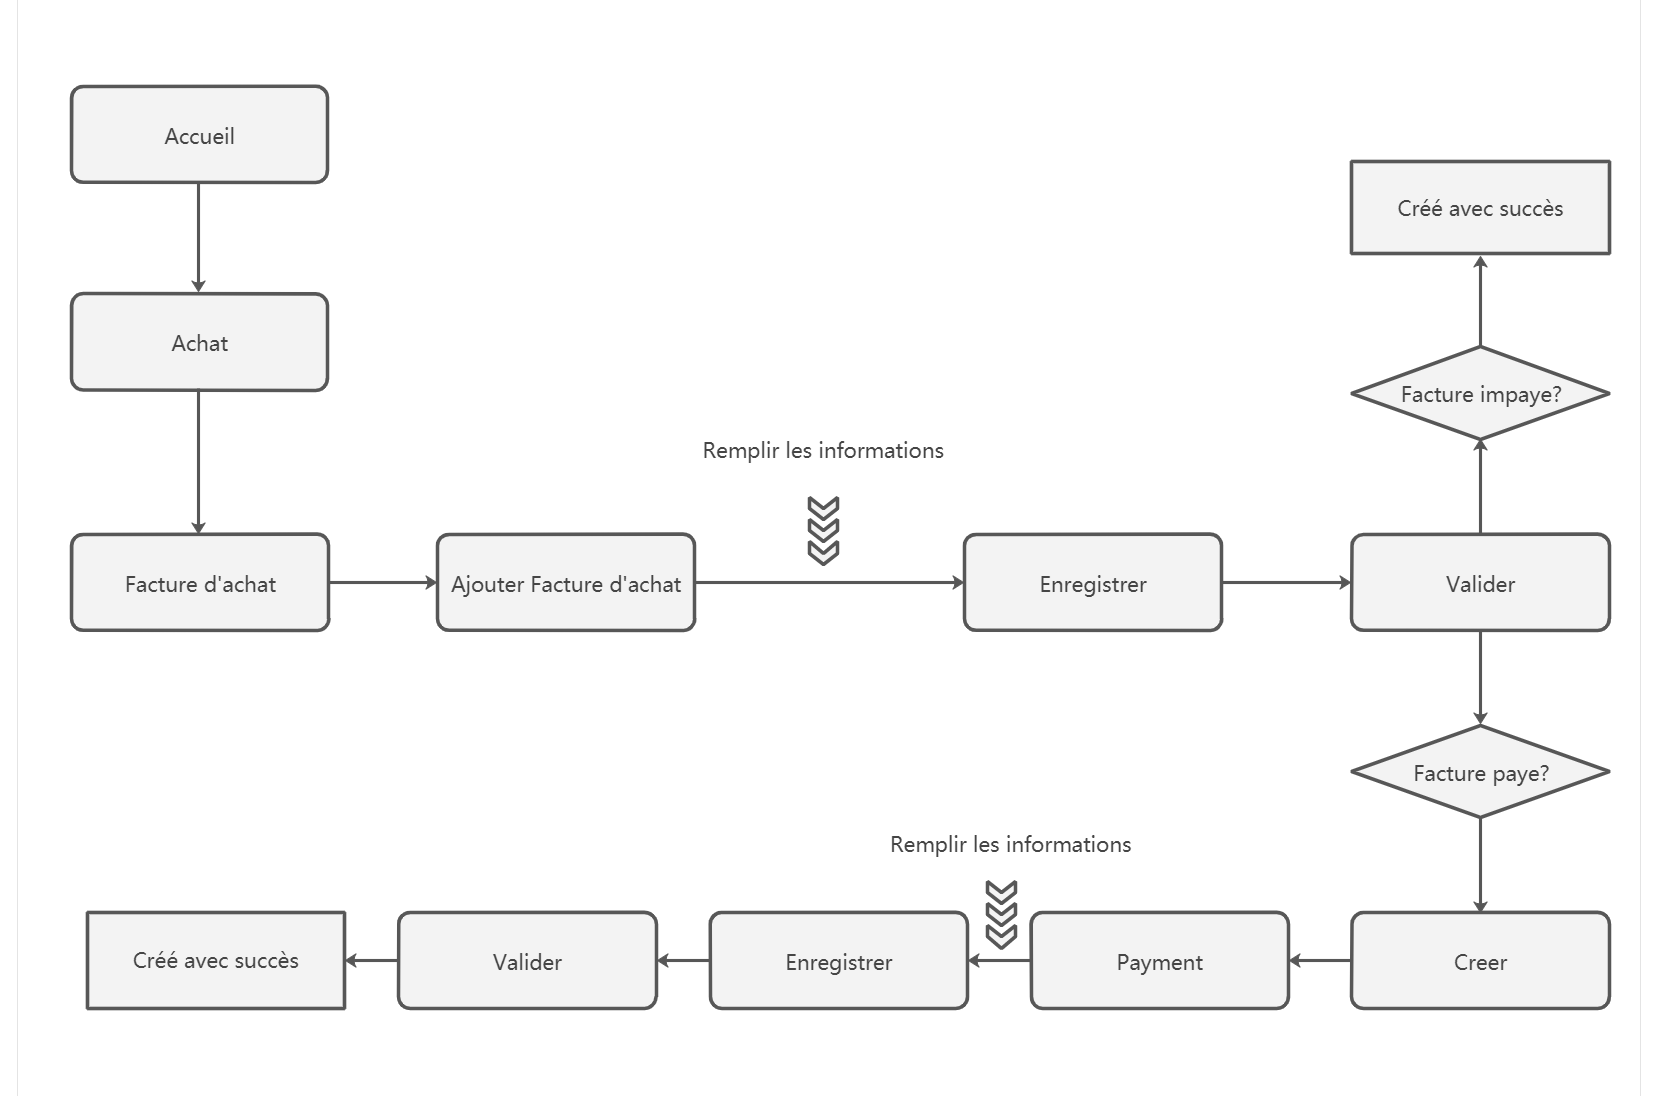 Accueil
Créé avec succès
Achat
Facture impaye?
Remplir les informations
Facture d'achat
Ajouter Facture d'achat
Enregistrer
Valider
Facture paye?
Remplir les informations
Créé avec succès
Valider
Enregistrer
Payment
Creer